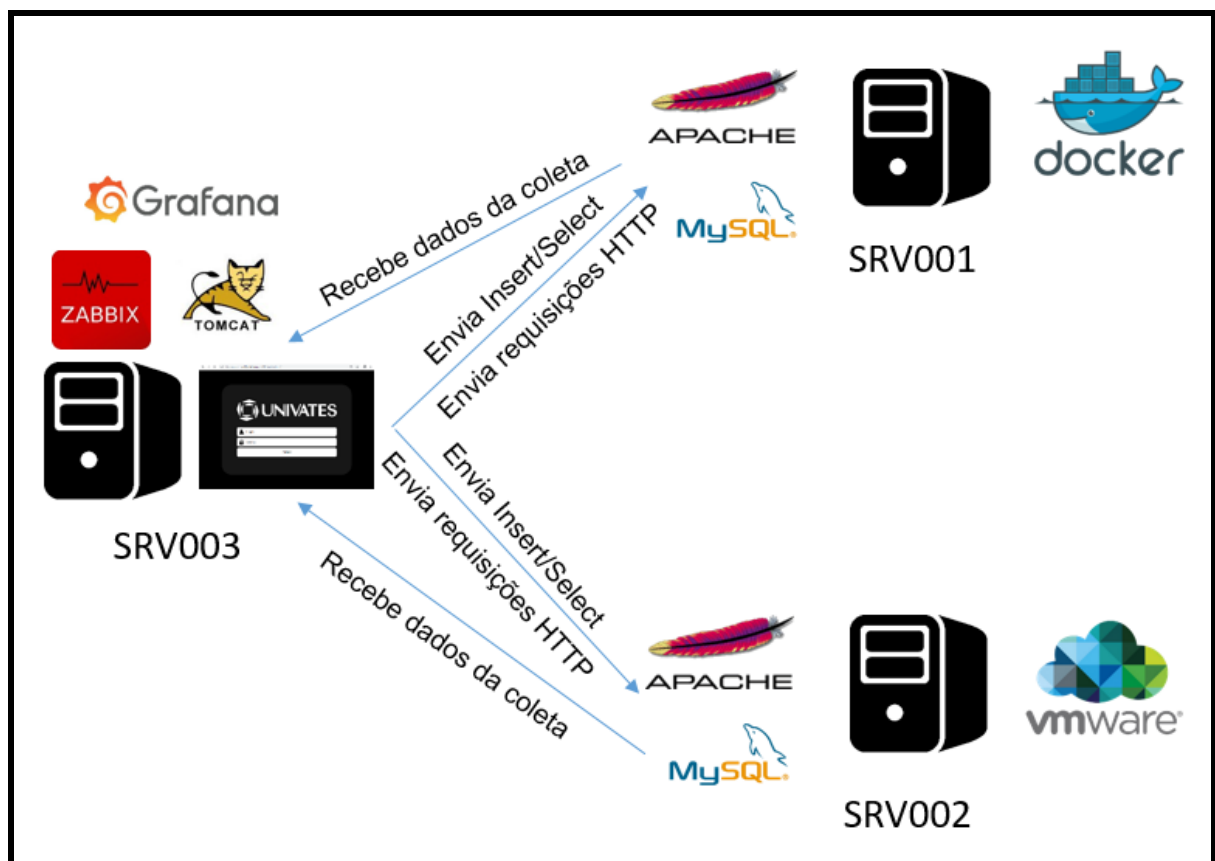 APACHE
docker
MySQL
SRV001
Grafana
ZABBIX
TOMCAT
UNIVATES
SRV003
Recebe dados da coleta
Envia Insert/Select
Envia requisições HTTP
Envia Insert/Select
Envia requisições HTTP
Recebe dados da coleta
APACHE
MySQL
vmware
SRV002